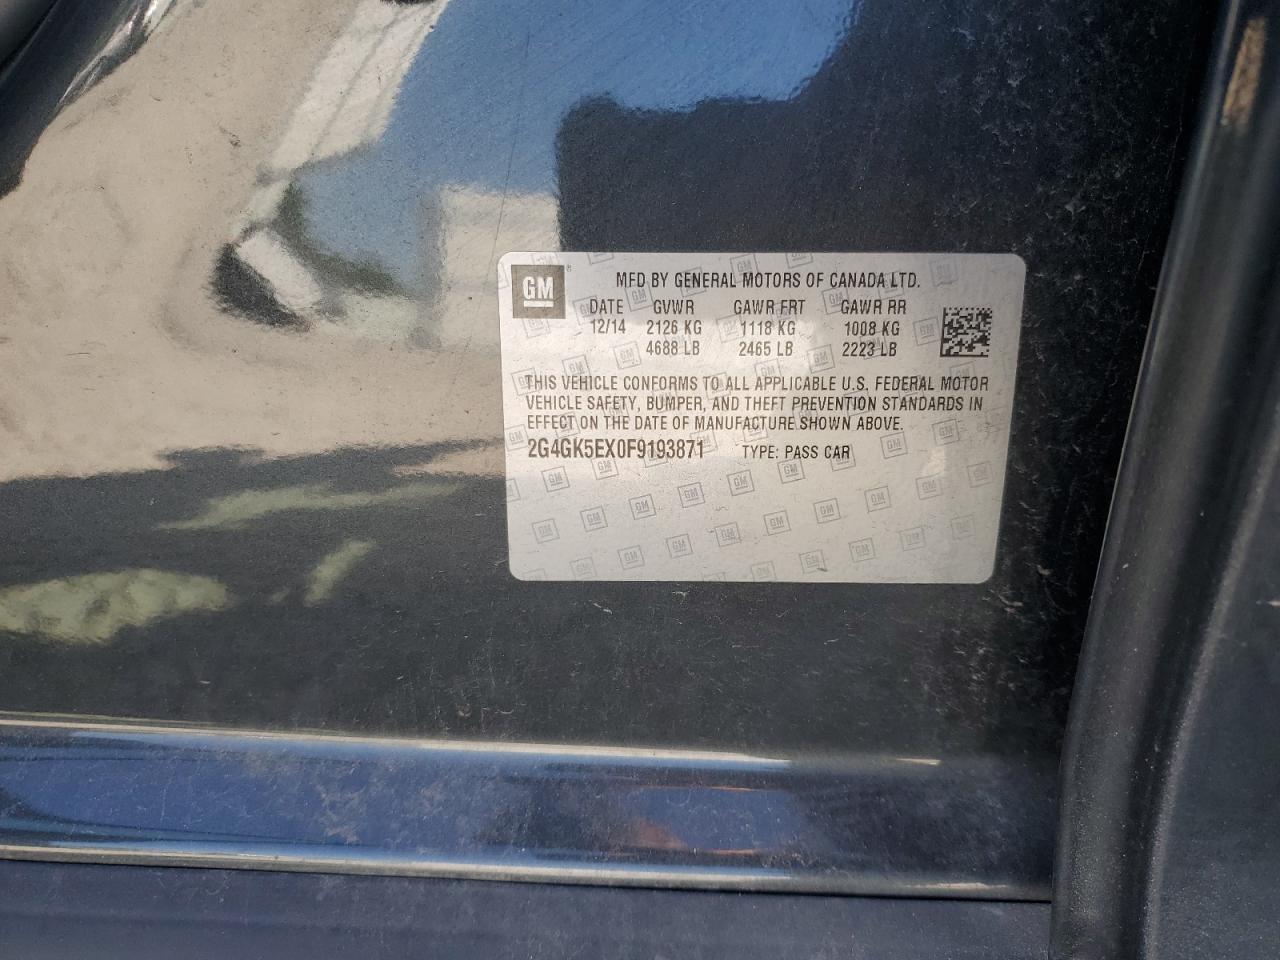 GM ®
MFD BY GENERAL MOTORS OF CANADA LTD.
DATE GVWR GAWR FRT GAWR RR
12/14 2126 KG 1118 KG 1008 KG
4688 LB 2465 LB 2223 LB
THIS VEHICLE CONFORMS TO ALL APPLICABLE U.S. FEDERAL MOTOR
VEHICLE SAFETY, BUMPER, AND THEFT PREVENTION STANDARDS IN
EFFECT ON THE DATE OF MANUFACTURE SHOWN ABOVE.
2G4GK5EX0F9193871 TYPE: PASS CAR